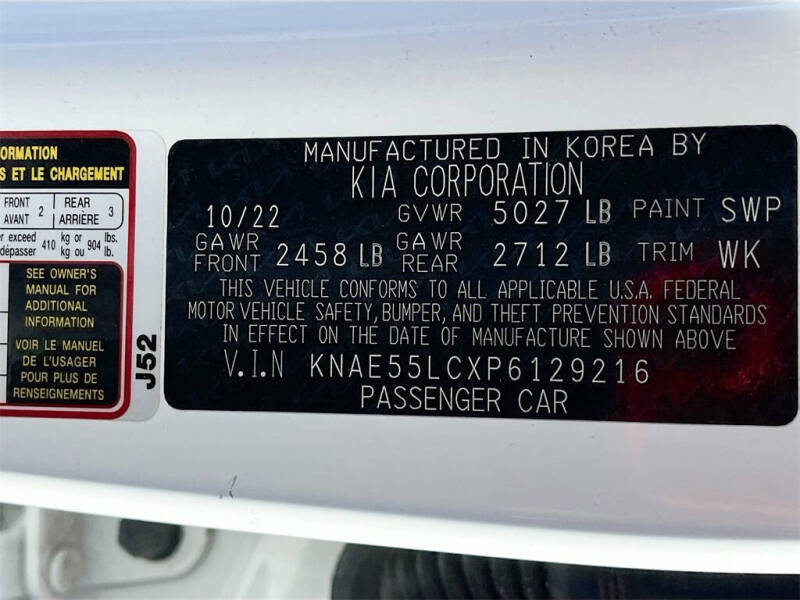 ORMATION
S ET LE CHARGEMENT
FRONT AVANT 2 REAR ARRIÈRE 3
er exceed dépasser 410 kg or kg ou 904 lbs. lb.
SEE OWNER'S
MANUAL FOR
ADDITIONAL
INFORMATION
VOIR LE MANUEL
DE L'USAGER
POUR PLUS DE
RENSEIGNEMENTS
J52
MANUFACTURED IN KOREA BY
KIA CORPORATION
10/22 GVWR 5027 LB PAINT SWP
GAWR FRONT 2458 LB GAWR REAR 2712 LB TRIM WK
THIS VEHICLE CONFORMS TO ALL APPLICABLE U.S.A. FEDERAL
MOTOR VEHICLE SAFETY, BUMPER, AND THEFT PREVENTION STANDARDS
IN EFFECT ON THE DATE OF MANUFACTURE SHOWN ABOVE
V.I.N KNAE55LCXP6129216
PASSENGER CAR